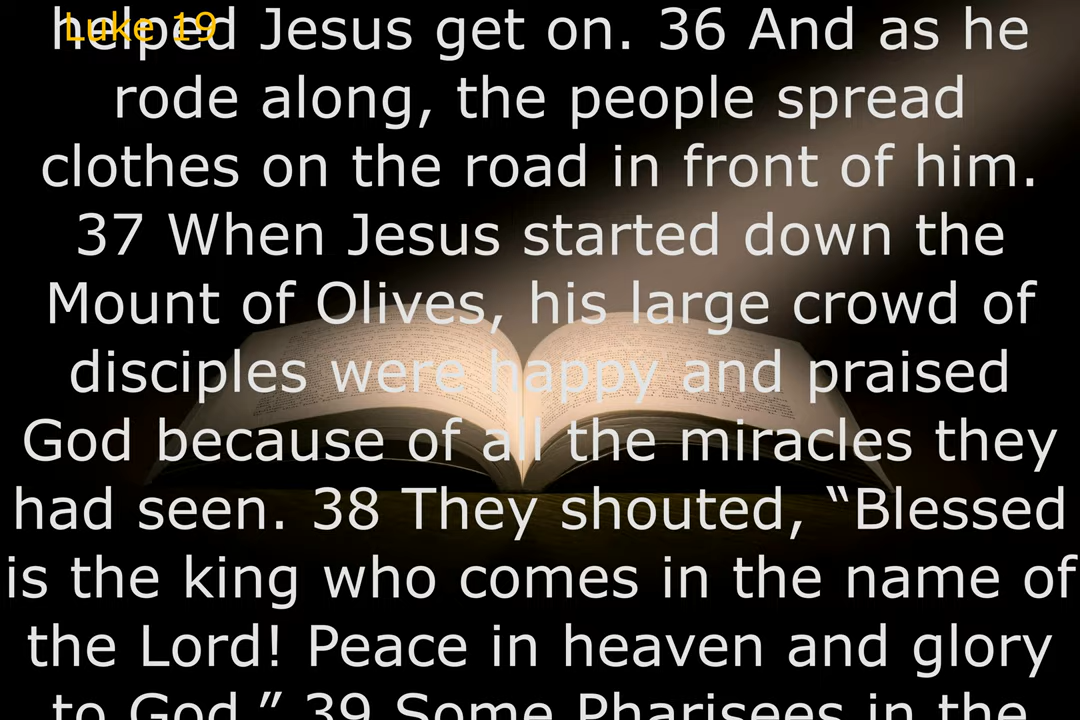 Luke 19
helped Jesus get on. 36 And as he
rode along, the people spread
clothes on the road in front of him.
37 When Jesus started down the
Mount of Olives, his large crowd of
disciples were happy and praised
God because of all the miracles they
had seen. 38 They shouted, “Blessed
is the king who comes in the name of
the Lord! Peace in heaven and glory
to God.” 39 Some Pharisees in the